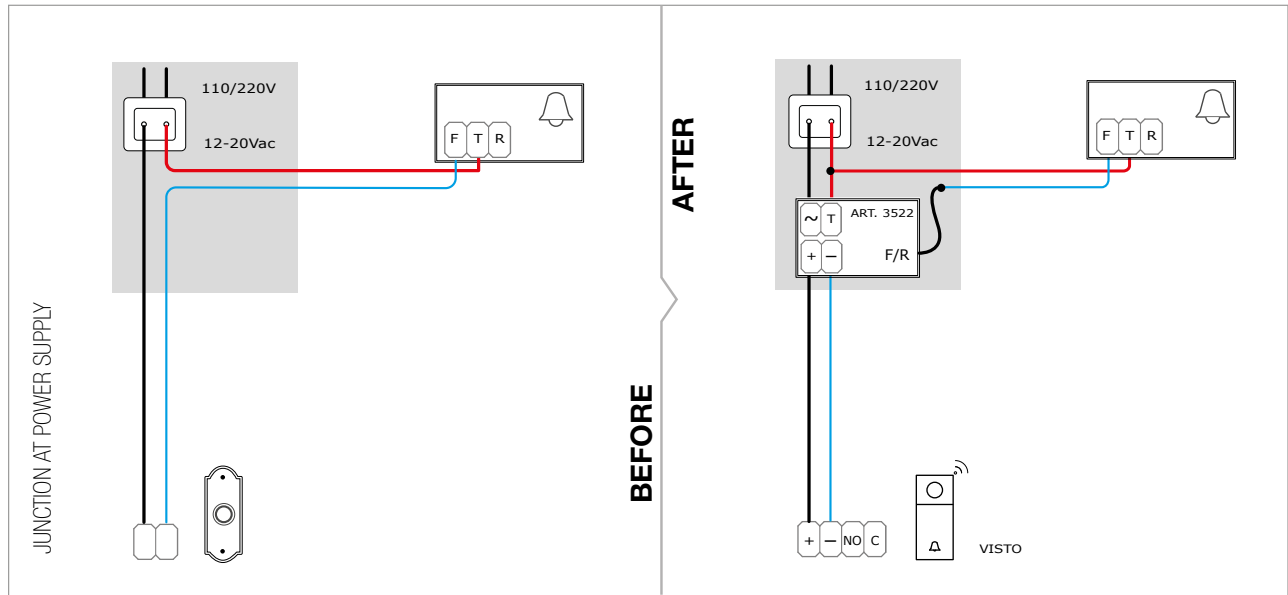 JUNCTION AT POWER SUPPLY
BEFORE
110/220V
12-20Vac
F T R
AFTER
110/220V
12-20Vac
F T R
~ T
ART. 3522
+ −
F/R
+ − NO C
VISTO